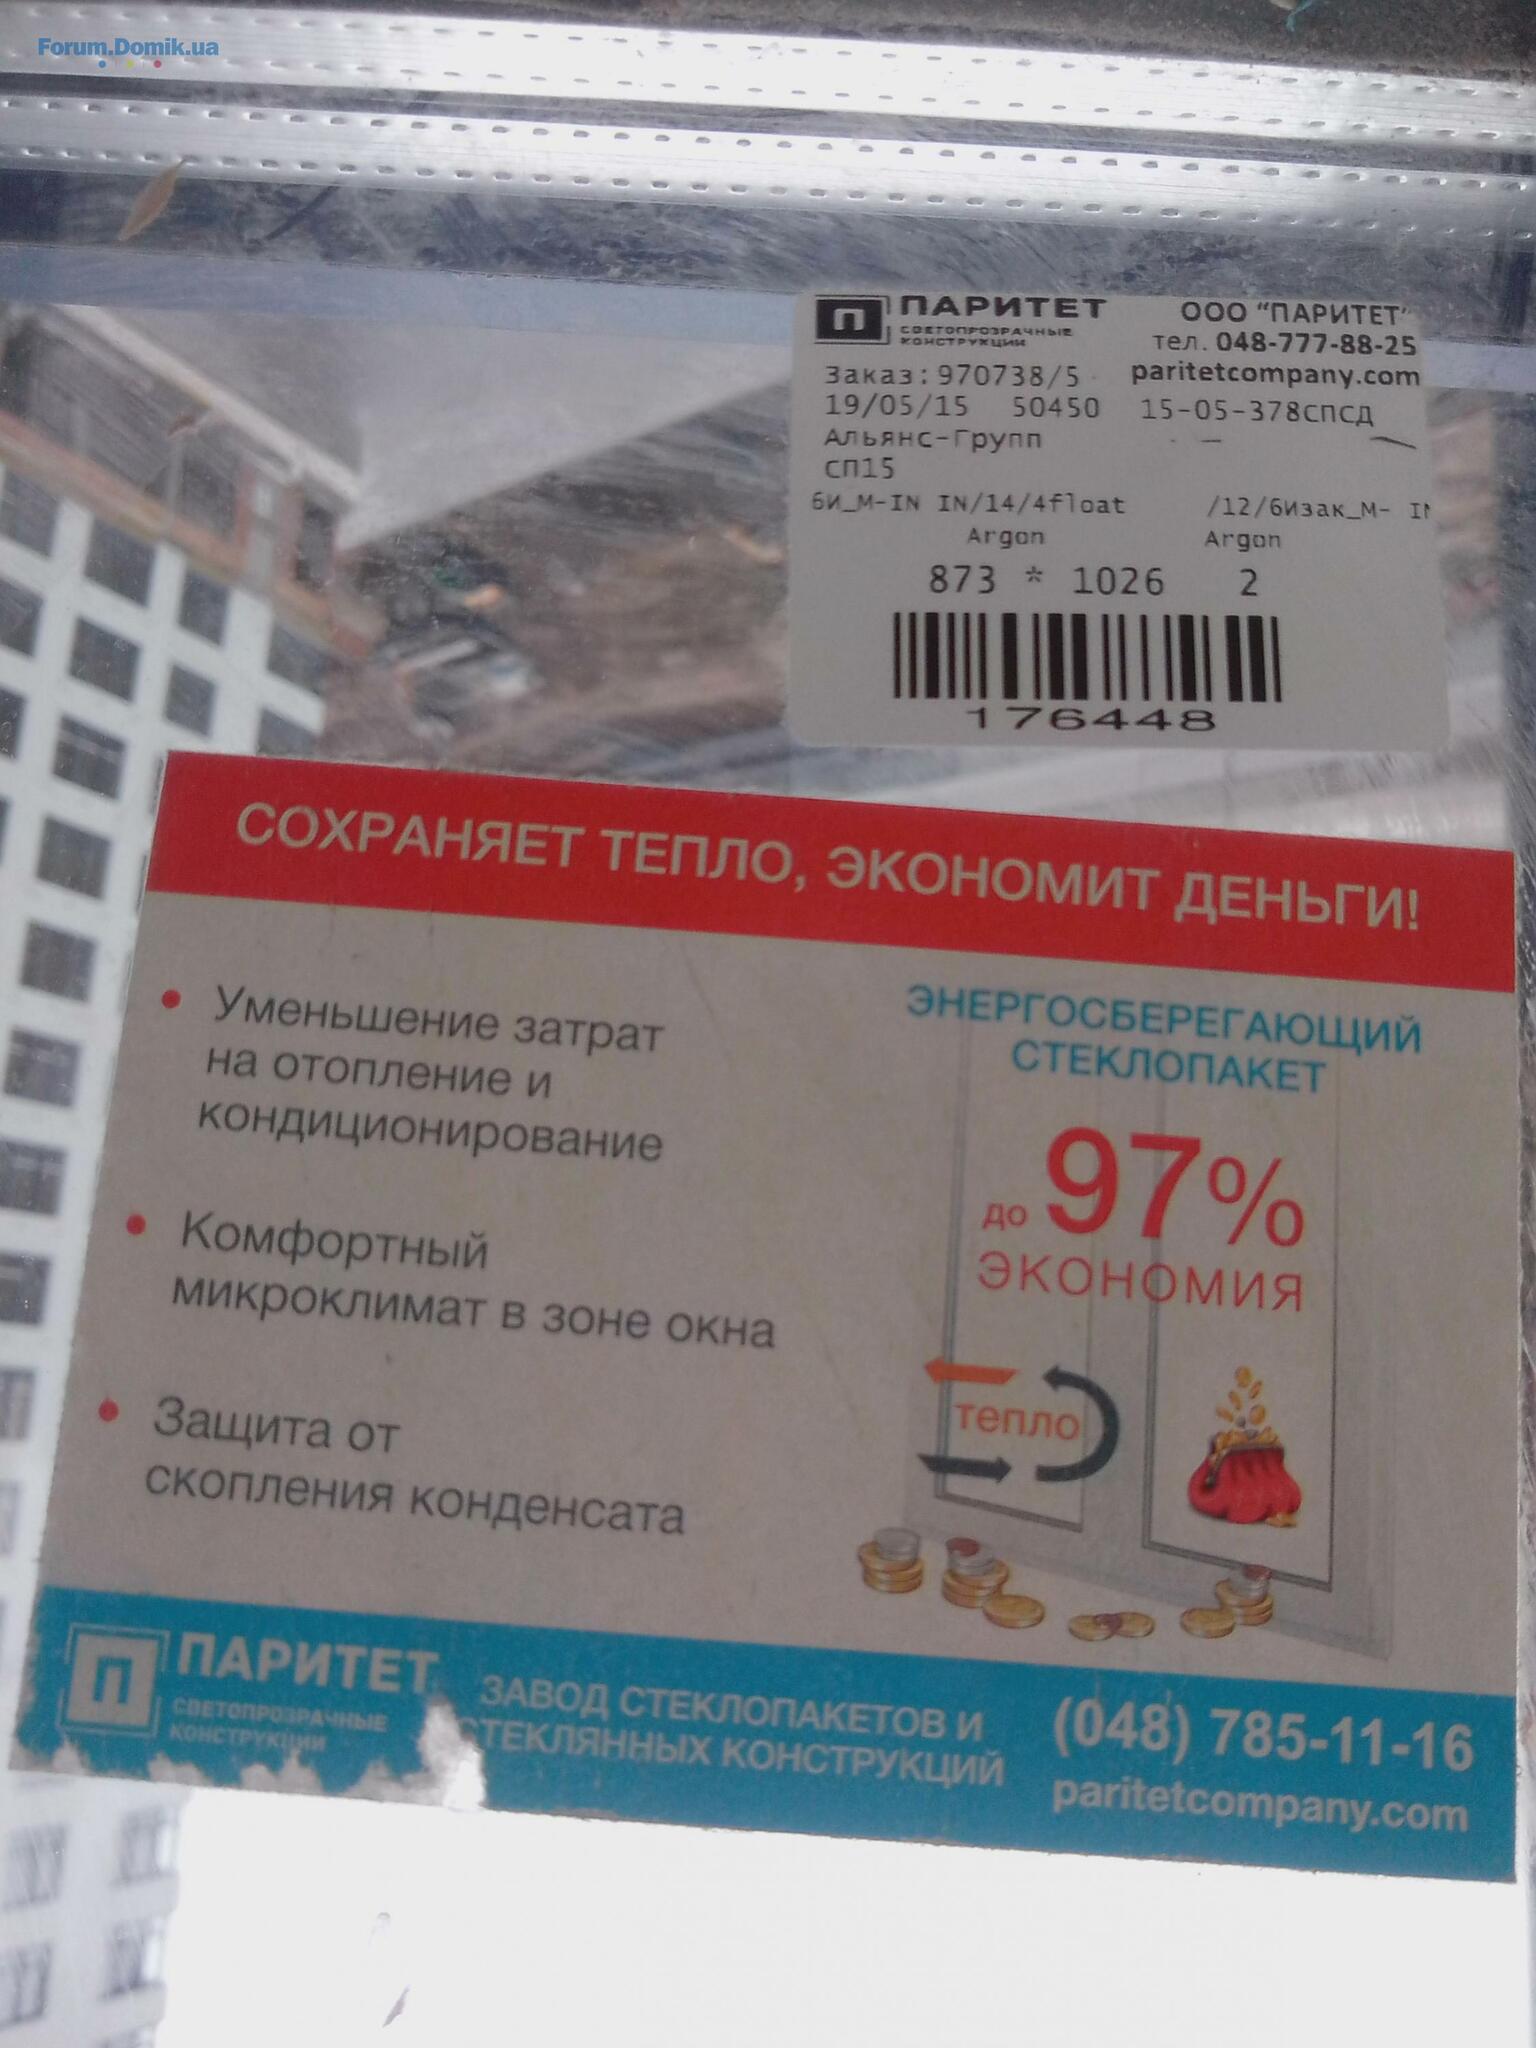 Forum.Domik.ua
П ПАРИТЕТ
СВЕТОПРОЗРАЧНЫЕ
КОНСТРУКЦИИ
ООО "ПАРИТЕТ"
тел. 048-777-88-25
paritetcompany.com
Заказ: 970738/5
19/05/15 50450 15-05-378СПСД
Альянс-Групп
СП15
6И_М-IN IN/14/4float /12/6Изак_М- IN
Argon Argon
873 * 1026 2
176448
СОХРАНЯЕТ ТЕПЛО, ЭКОНОМИТ ДЕНЬГИ!
• Уменьшение затрат
на отопление и
кондиционирование
• Комфортный
микроклимат в зоне окна
• Защита от
скопления конденсата
ЭНЕРГОСБЕРЕГАЮЩИЙ
СТЕКЛОПАКЕТ
до 97%
ЭКОНОМИЯ
тепло
П ПАРИТЕТ
СВЕТОПРОЗРАЧНЫЕ
КОНСТРУКЦИИ
ЗАВОД СТЕКЛОПАКЕТОВ И
СТЕКЛЯННЫХ КОНСТРУКЦИЙ
(048) 785-11-16
paritetcompany.com